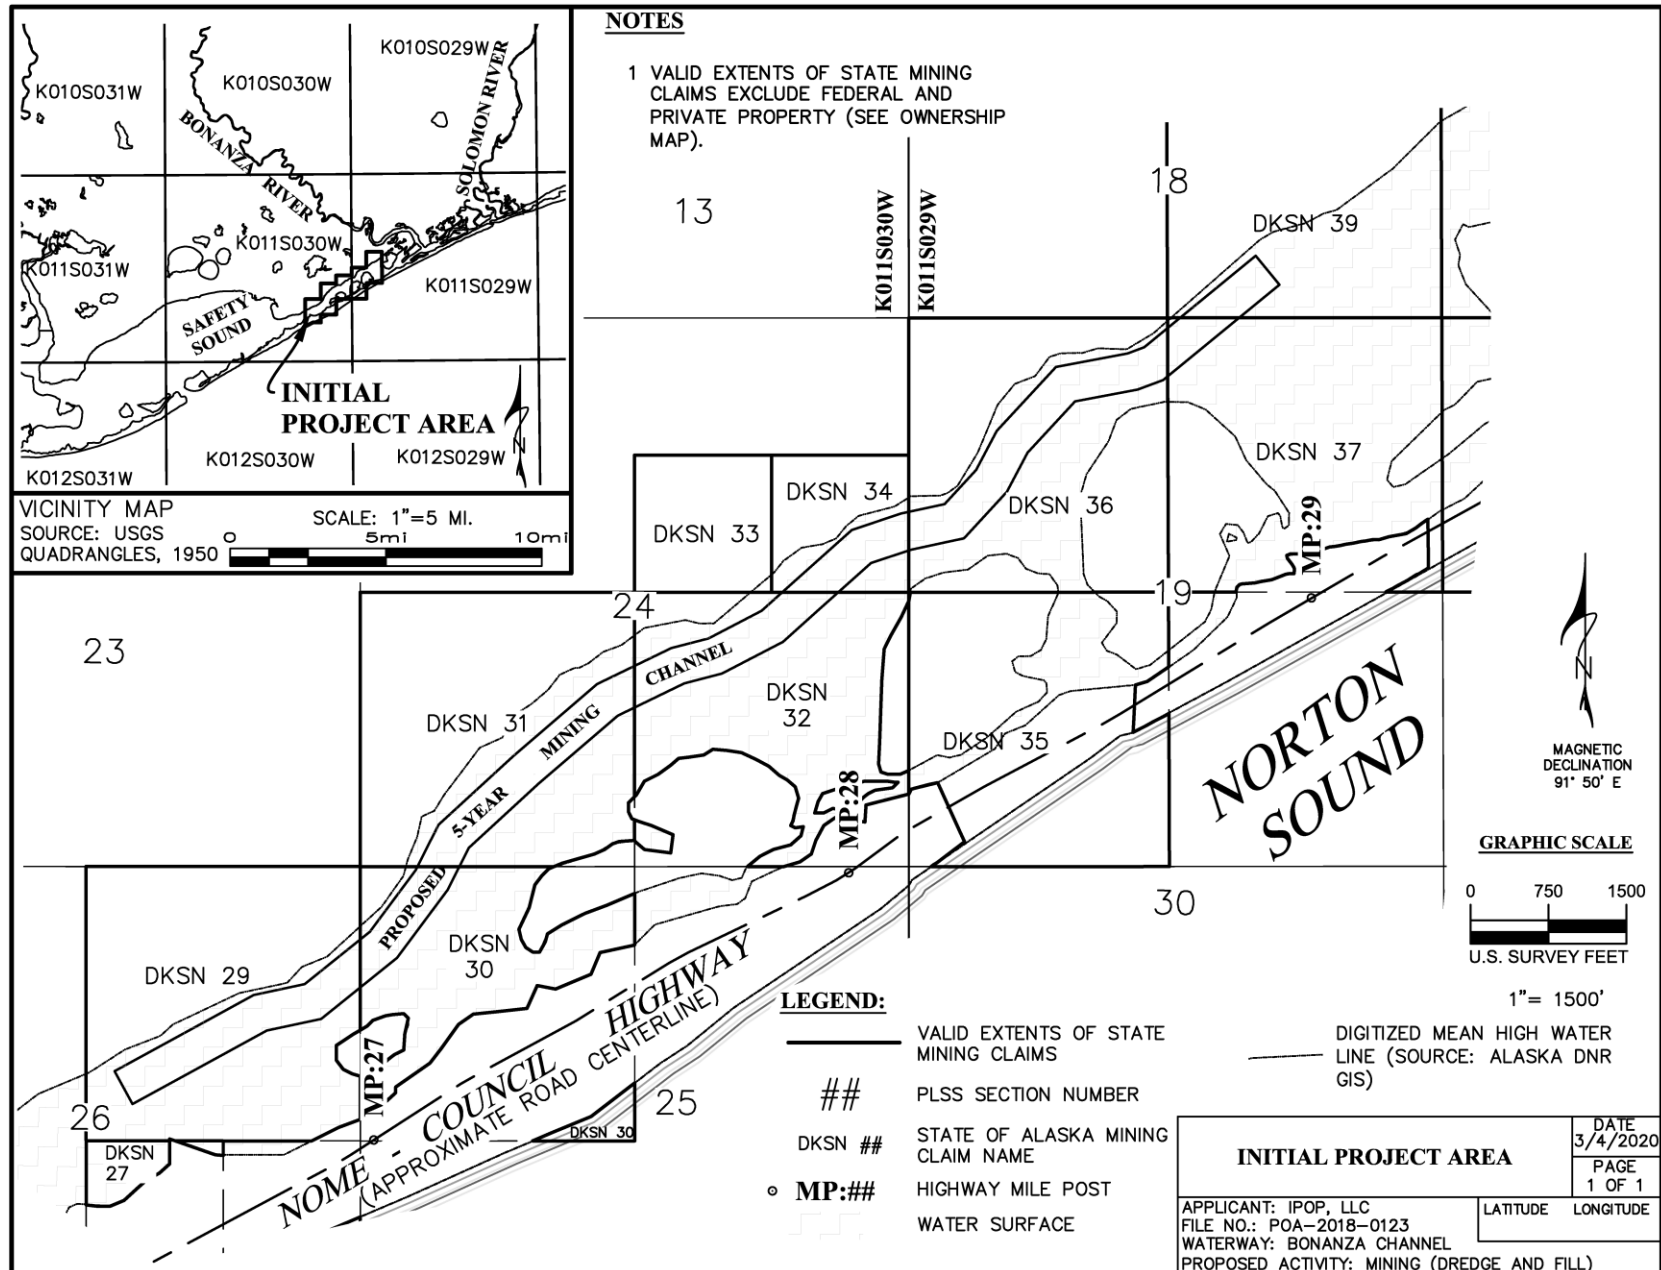 K010S029W
K010S030W
K010S031W
BONANZA RIVER
SOLOMON RIVER
K011S030W
K011S031W
K011S029W
SAFETY
SOUND
INITIAL
PROJECT AREA
N
K012S030W
K012S029W
K012S031W
VICINITY MAP
SOURCE: USGS
QUADRANGLES, 1950
SCALE: 1"=5 MI.
0 5mi 10mi
NOTES
1 VALID EXTENTS OF STATE MINING
CLAIMS EXCLUDE FEDERAL AND
PRIVATE PROPERTY (SEE OWNERSHIP
MAP).
13
18
K011S030W
K011S029W
DKSN 39
DKSN 37
DKSN 34
DKSN 36
DKSN 33
MP:29
24
19
23
CHANNEL
DKSN
32
DKSN 31
MINING
DKSN 35
NORTON
SOUND
N
MAGNETIC
DECLINATION
91° 50' E
5-YEAR
MP:28
GRAPHIC SCALE
0 750 1500
U.S. SURVEY FEET
1"= 1500'
PROPOSED
30
DKSN
30
DKSN 29
MP:27
26
25
DKSN
27
DKSN 30
NOME - COUNCIL HIGHWAY
(APPROXIMATE ROAD CENTERLINE)
LEGEND:
VALID EXTENTS OF STATE
MINING CLAIMS
## PLSS SECTION NUMBER
DKSN ## STATE OF ALASKA MINING
CLAIM NAME
MP:## HIGHWAY MILE POST
WATER SURFACE
DIGITIZED MEAN HIGH WATER
LINE (SOURCE: ALASKA DNR
GIS)
INITIAL PROJECT AREA
DATE
3/4/2020
PAGE
1 OF 1
APPLICANT: IPOP, LLC
FILE NO.: POA-2018-0123
WATERWAY: BONANZA CHANNEL
PROPOSED ACTIVITY: MINING (DREDGE AND FILL)
LATITUDE LONGITUDE